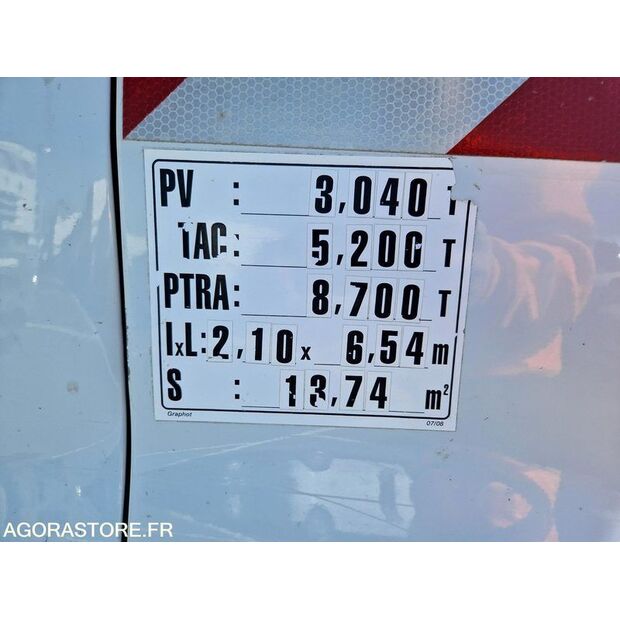 PV : 3,040 T
TAC: 5,200 T
PTRA: 8,700 T
lxL: 2,10 x 6,54 m
S : 13,74 m²
Graphot 07/08
AGORASTORE.FR